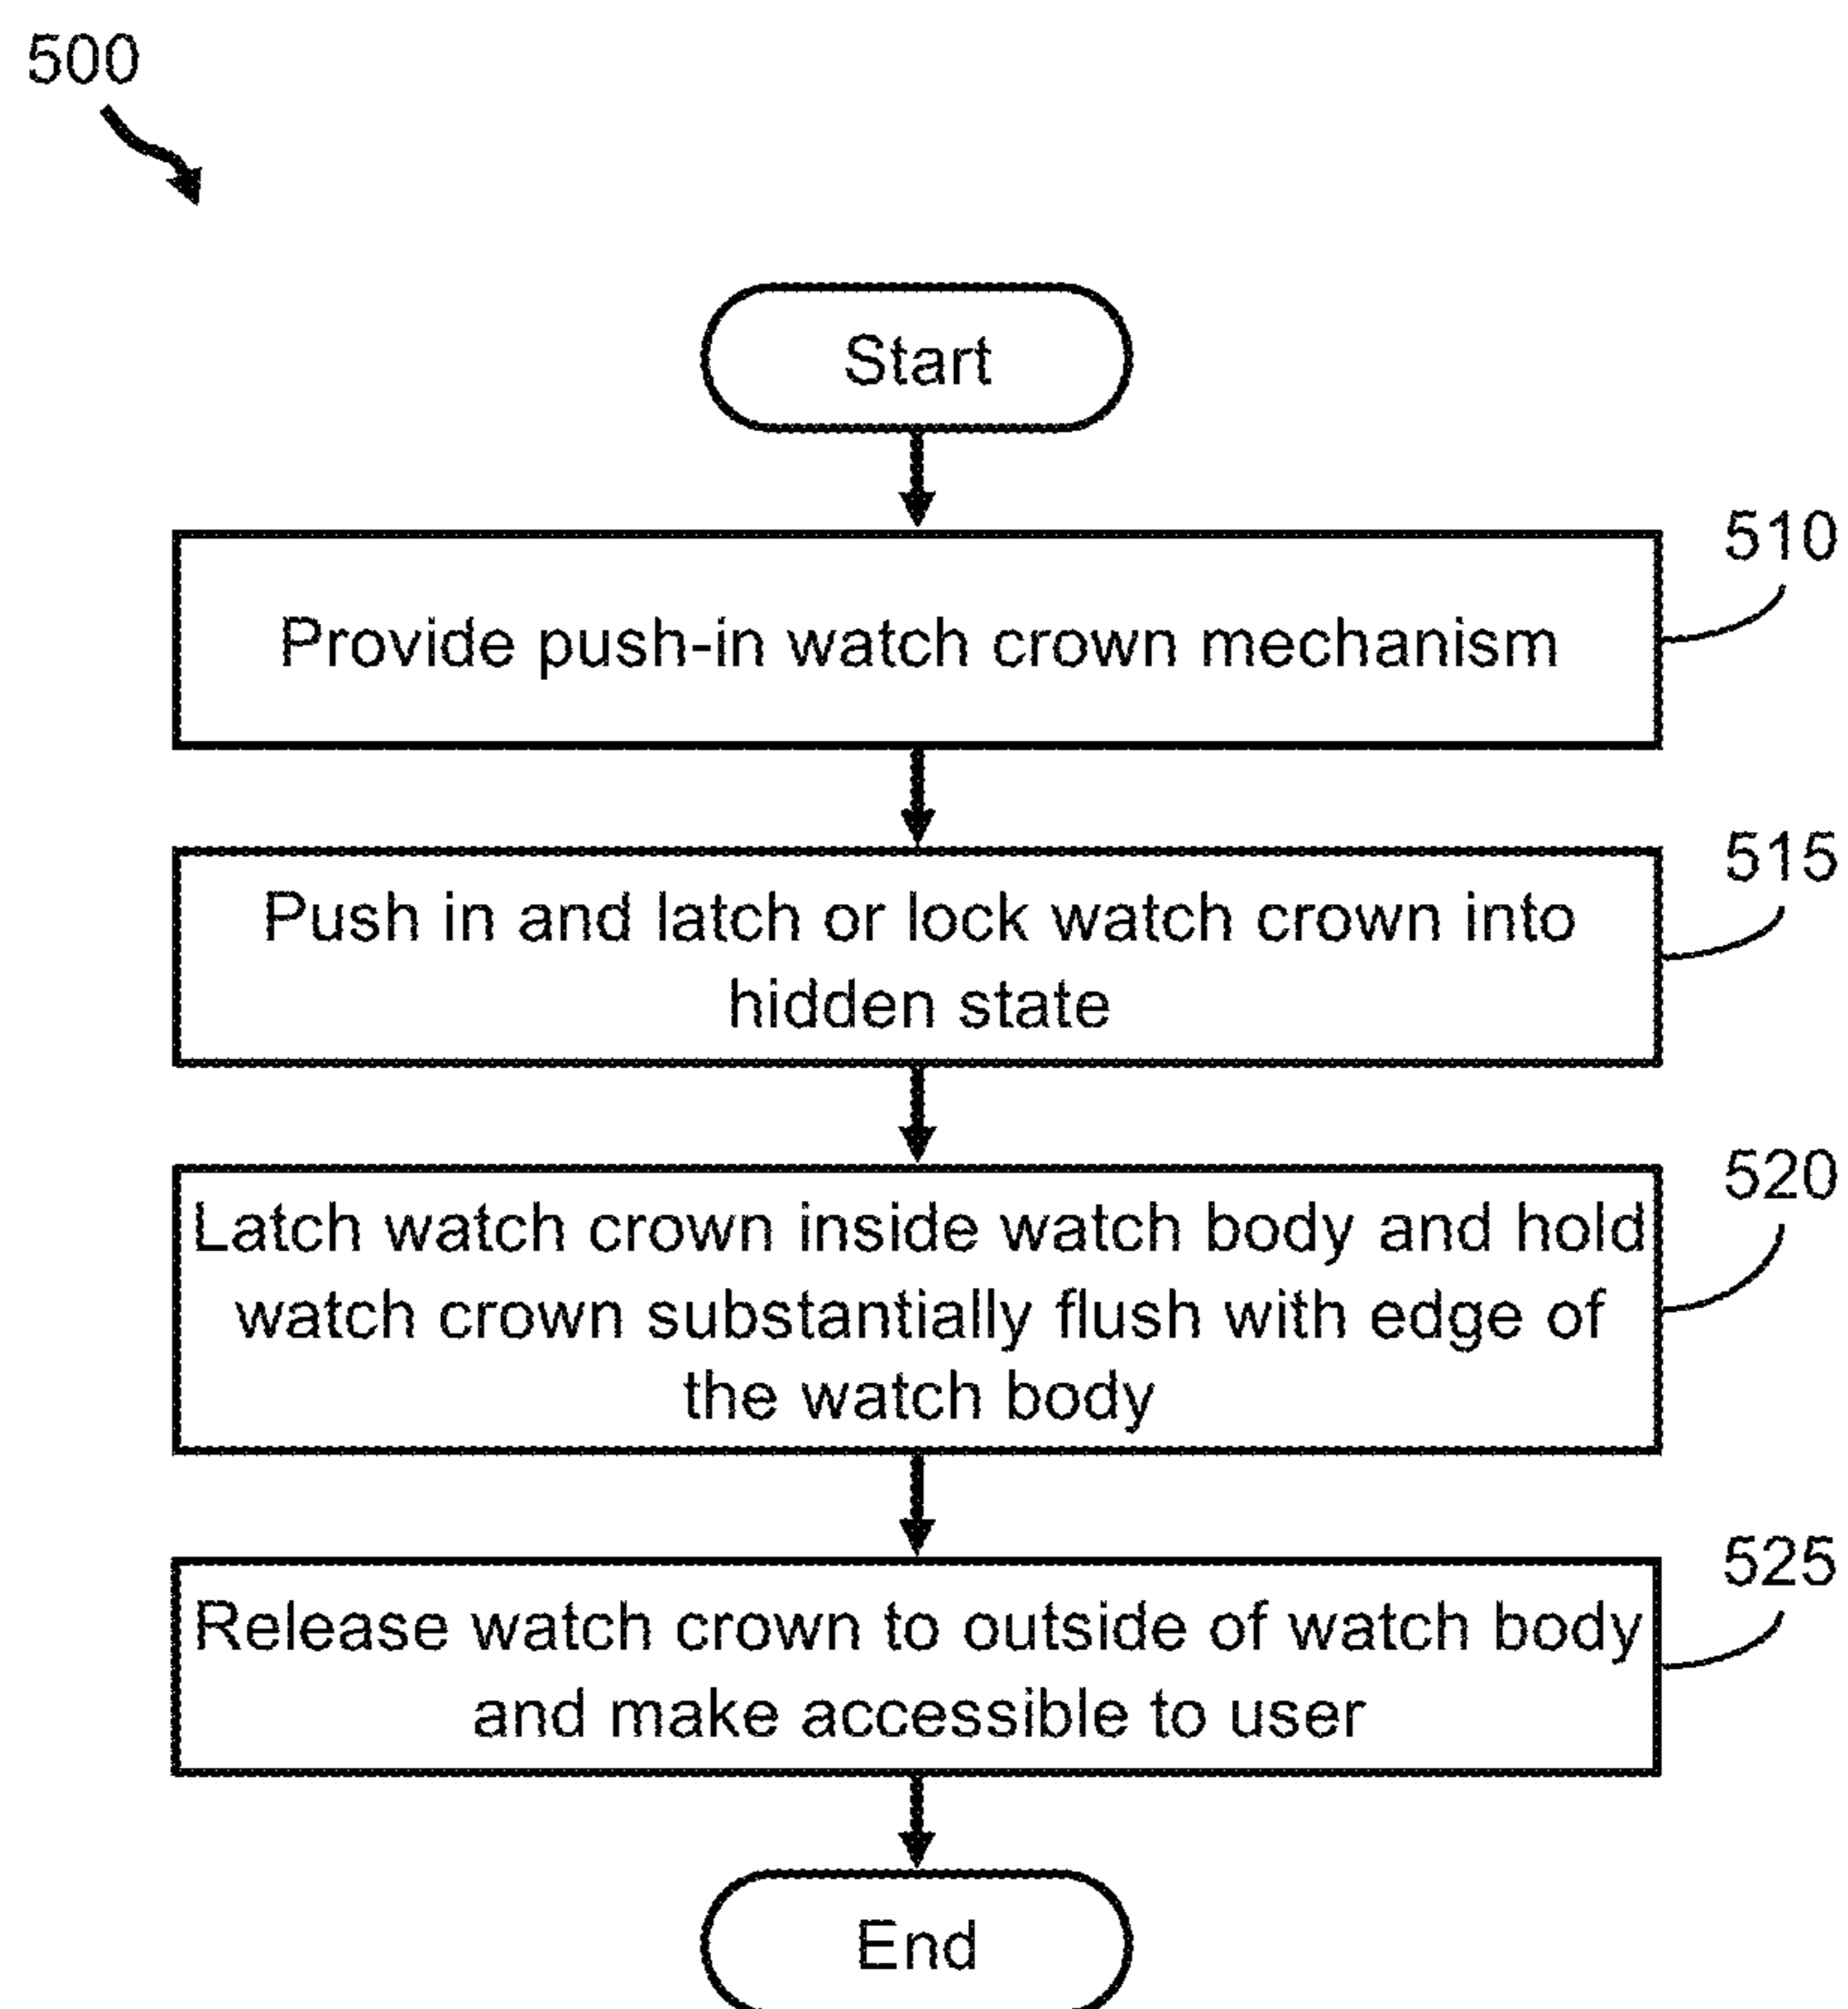 500
Start
510
Provide push-in watch crown mechanism
515
Push in and latch or lock watch crown into
hidden state
520
Latch watch crown inside watch body and hold
watch crown substantially flush with edge of
the watch body
525
Release watch crown to outside of watch body
and make accessible to user
End